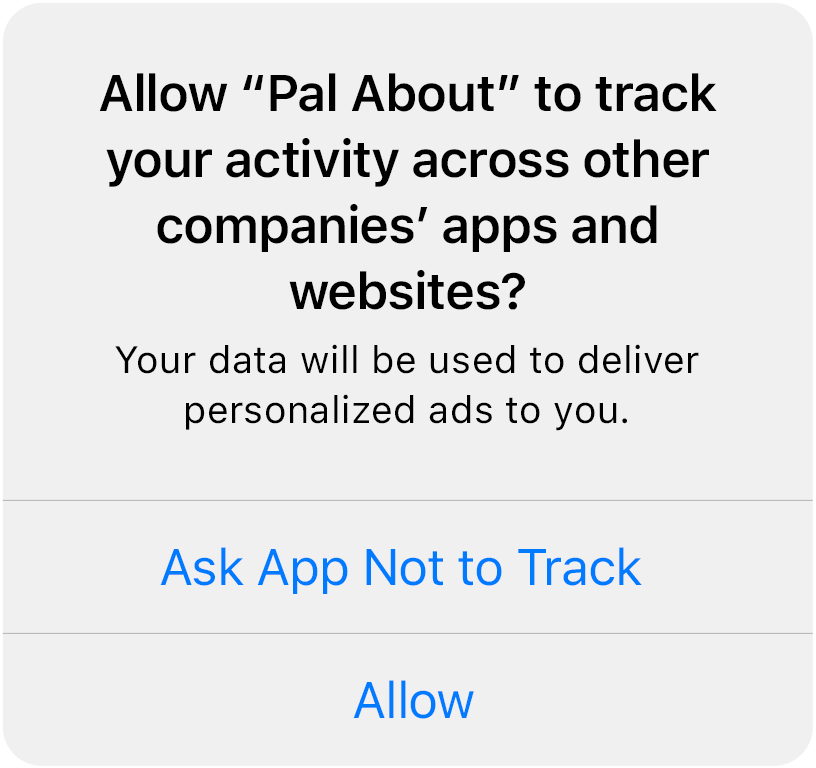 Allow “Pal About” to track
your activity across other
companies’ apps and
websites?
Your data will be used to deliver
personalized ads to you.
Ask App Not to Track
Allow